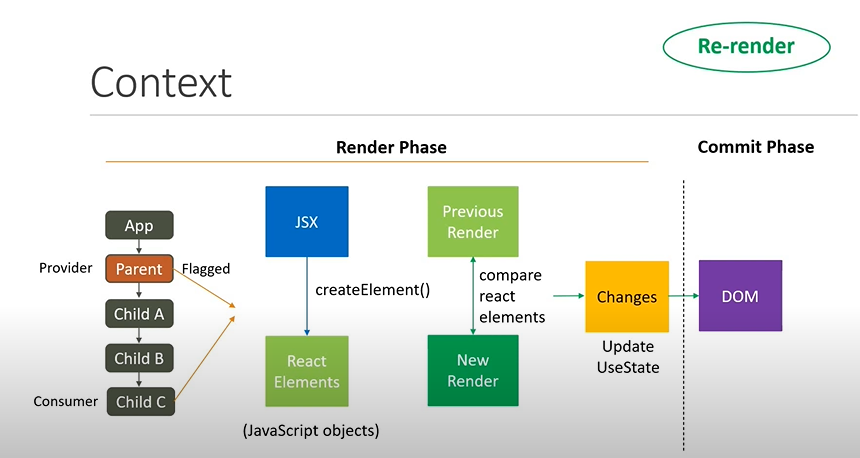 Re-render
Context
Render Phase
Commit Phase
App
Provider
Parent
Flagged
Child A
Child B
Consumer
Child C
JSX
createElement()
React
Elements
(JavaScript objects)
Previous
Render
compare
react
elements
New
Render
Changes
Update
UseState
DOM